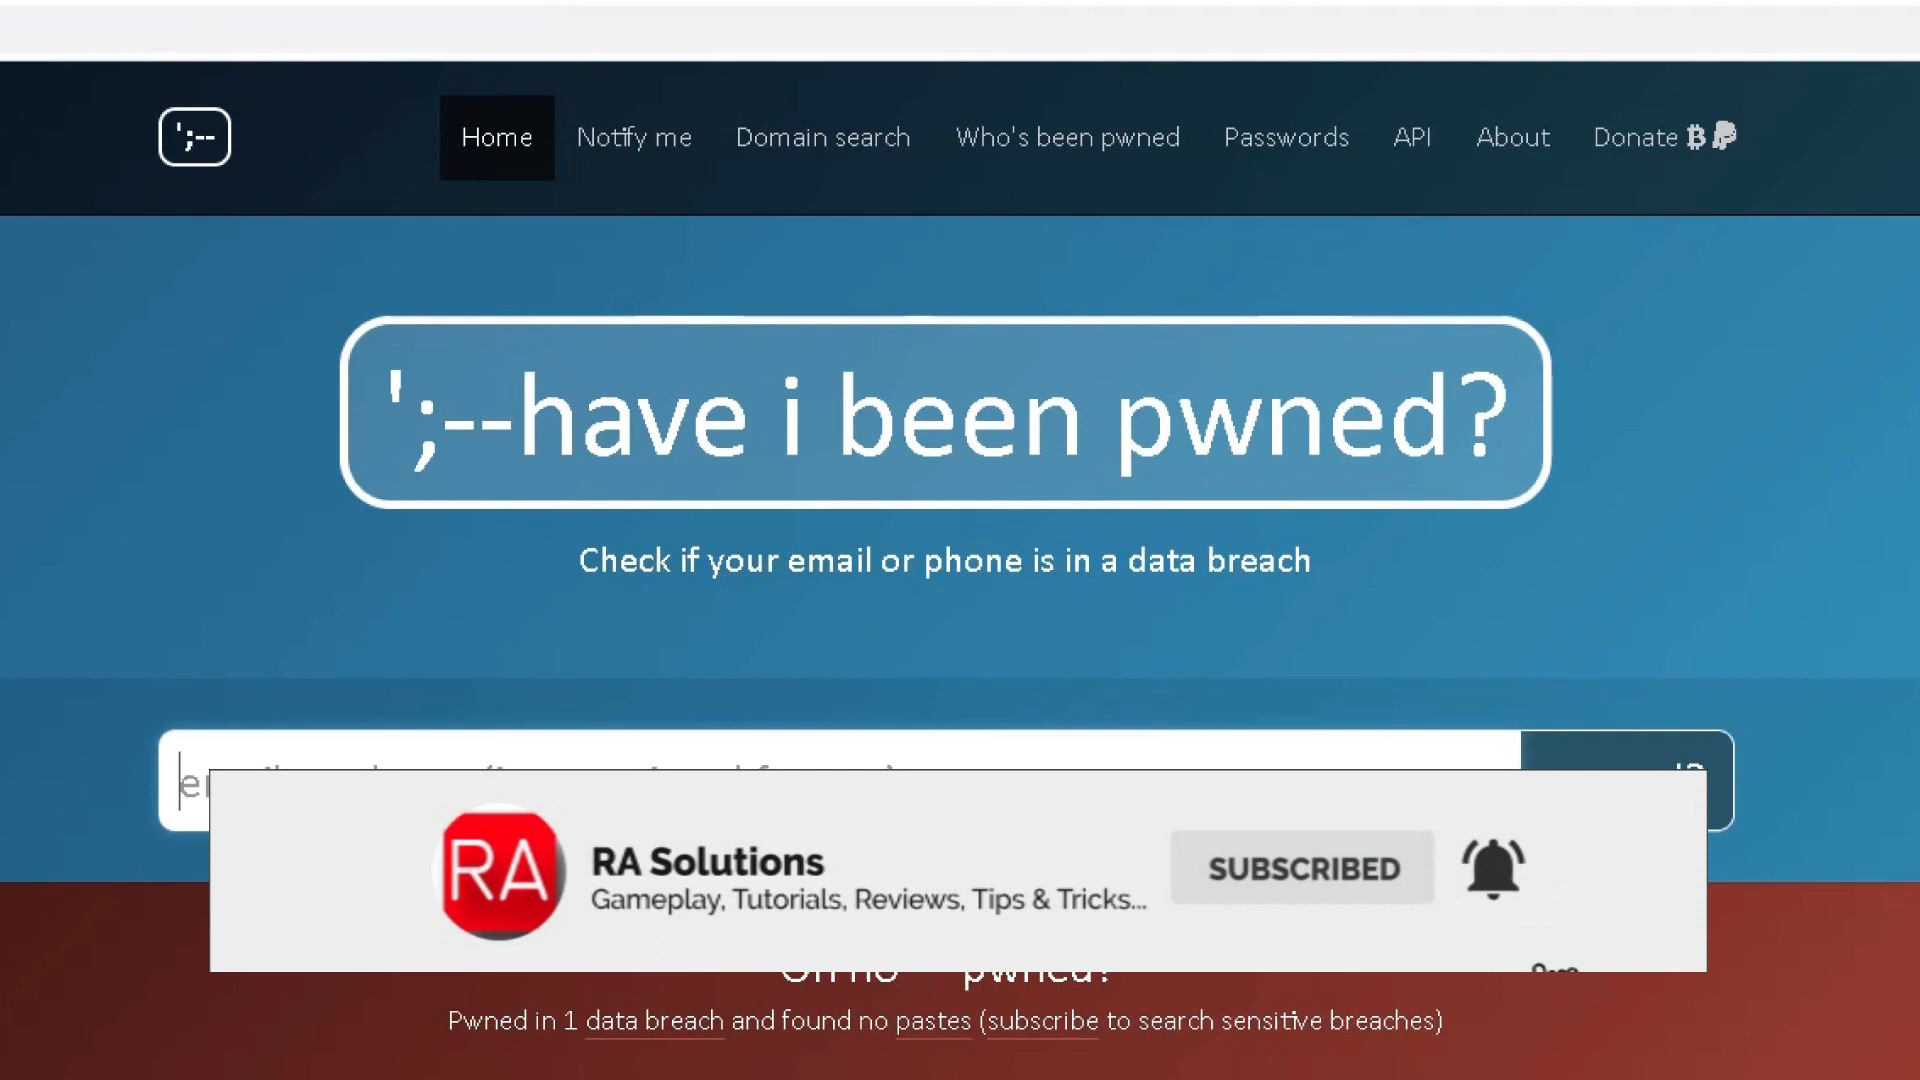 ';--
Home
Notify me
Domain search
Who's been pwned
Passwords
API
About
Donate
';--have i been pwned?
Check if your email or phone is in a data breach
RA
RA Solutions
Gameplay, Tutorials, Reviews, Tips & Tricks...
SUBSCRIBED
pwned?
Pwned in 1 data breach and found no pastes (subscribe to search sensitive breaches)